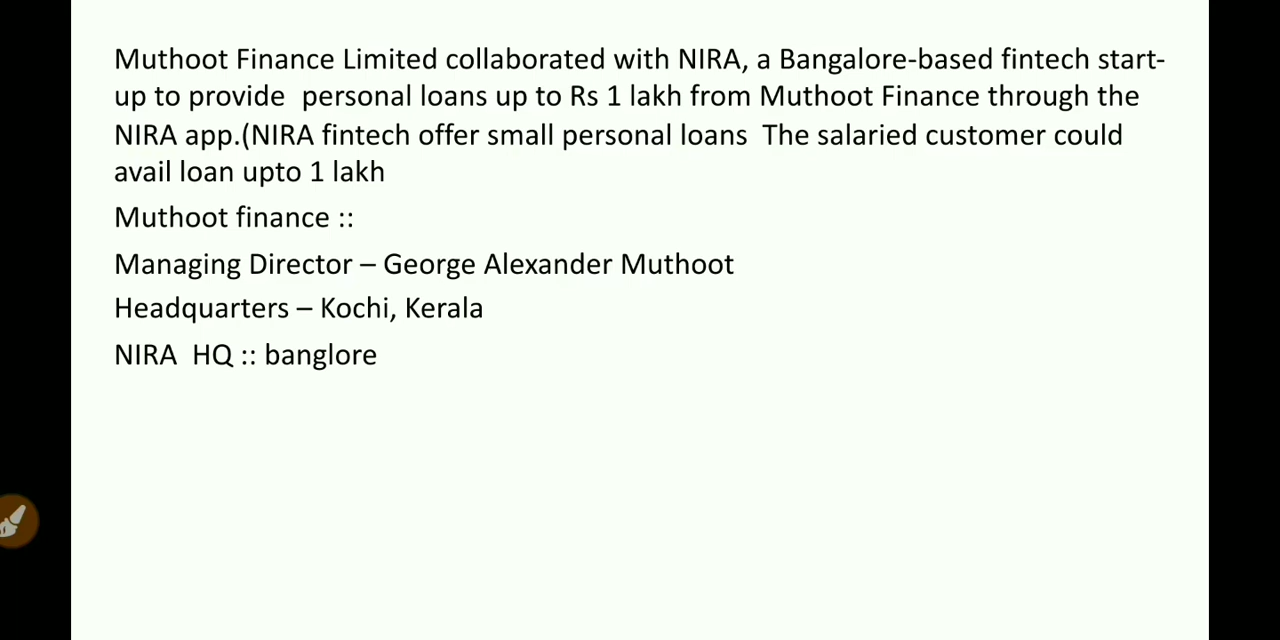 Muthoot Finance Limited collaborated with NIRA, a Bangalore-based fintech start-
up to provide  personal loans up to Rs 1 lakh from Muthoot Finance through the
NIRA app.(NIRA fintech offer small personal loans  The salaried customer could
avail loan upto 1 lakh
Muthoot finance ::
Managing Director – George Alexander Muthoot
Headquarters – Kochi, Kerala
NIRA  HQ :: banglore